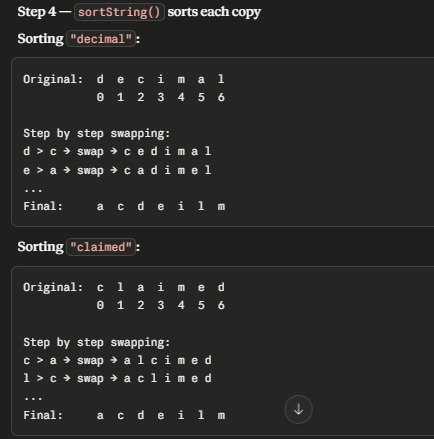 Step 4 — sortString() sorts each copy
Sorting "decimal":
Original:  d  e  c  i  m  a  l
           0  1  2  3  4  5  6
Step by step swapping:
d > c → swap → c e d i m a l
e > a → swap → c a d i m e l
...
Final:     a  c  d  e  i  l  m
Sorting "claimed":
Original:  c  l  a  i  m  e  d
           0  1  2  3  4  5  6
Step by step swapping:
c > a → swap → a l c i m e d
l > c → swap → a c l i m e d
...
Final:     a  c  d  e  i  l  m